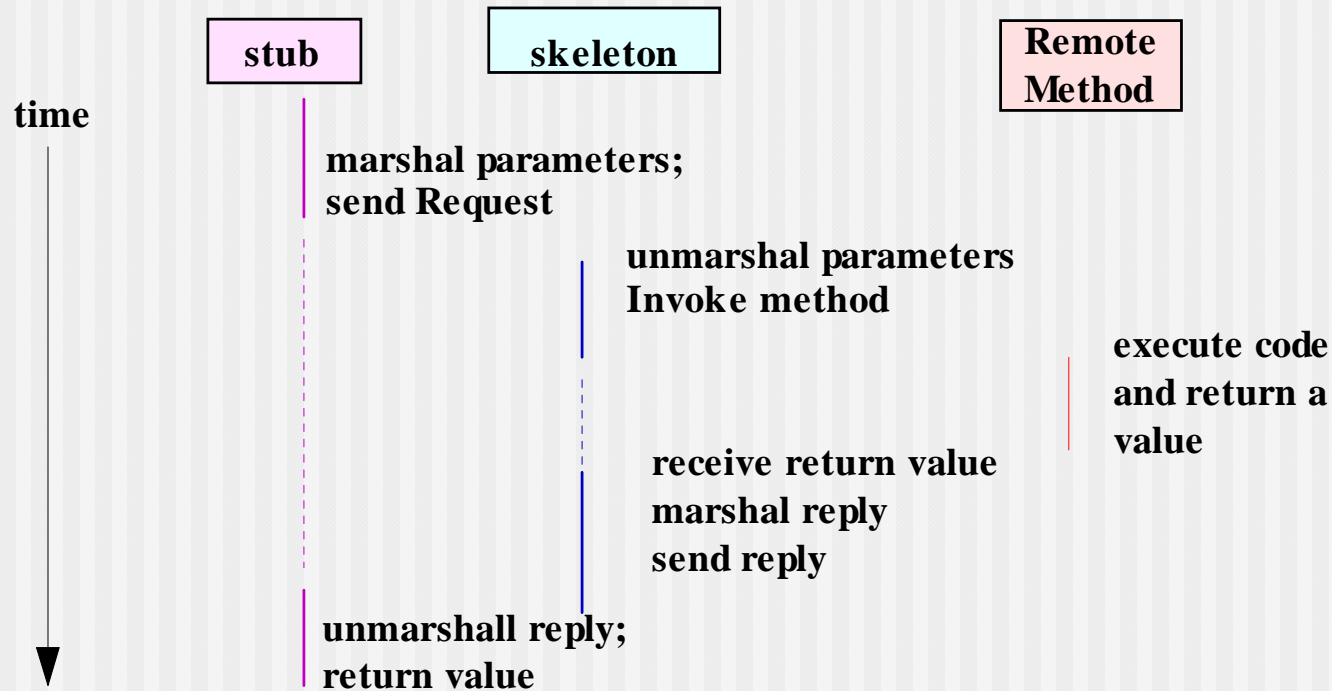 stub
skeleton
Remote
Method
time
marshal parameters;
send Request
unmarshal parameters
Invoke method
execute code
and return a
value
receive return value
marshal reply
send reply
unmarshall reply;
return value